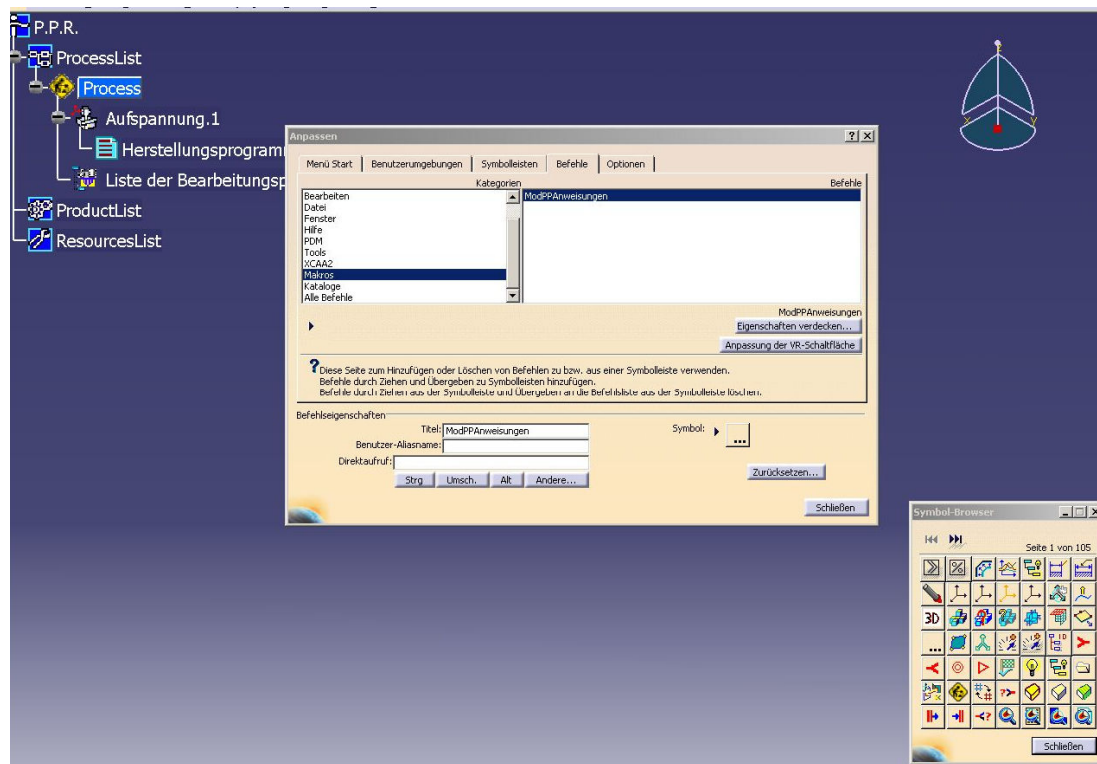 P.P.R.
ProcessList
Process
Aufspannung.1
Herstellungsprogram
Liste der Bearbeitungsp
ProductList
ResourcesList
Anpassen
Menü Start Benutzerumgebungen Symbolleisten Befehle Optionen
Kategorien Befehle
Bearbeiten
Datei
Fenster
Hilfe
PDM
Tools
XCAA2
Makros
Kataloge
Alle Befehle
ModPPAnweisungen
ModPPAnweisungen
Eigenschaften verdecken...
Anpassung der VR-Schaltfläche
Diese Seite zum Hinzufügen oder Löschen von Befehlen zu bzw. aus einer Symbolleiste verwenden.
Befehle durch Ziehen und Übergeben zu Symbolleisten hinzufügen.
Befehle durch Ziehen aus der Symbolleiste und Übergeben an die Befehlsliste aus der Symbolleiste löschen.
Befehlseigenschaften
Titel: ModPPAnweisungen Symbol: ...
Benutzer-Aliasname:
Direktaufruf:
Strg Umsch. Alt Andere... Zurücksetzen...
Schließen
Symbol-Browser
Seite 1 von 105
3D
...
Schließen